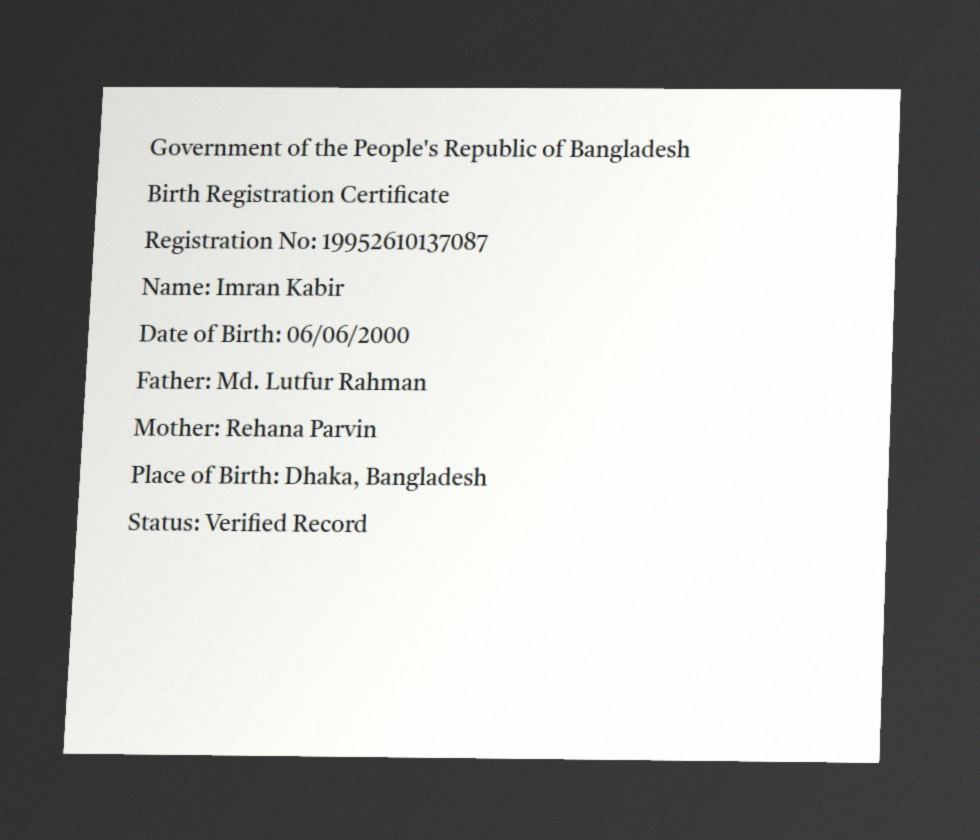 Government of the People's Republic of Bangladesh
Birth Registration Certificate
Registration No: 19952610137087
Name: Imran Kabir
Date of Birth: 06/06/2000
Father: Md. Lutfur Rahman
Mother: Rehana Parvin
Place of Birth: Dhaka, Bangladesh
Status: Verified Record